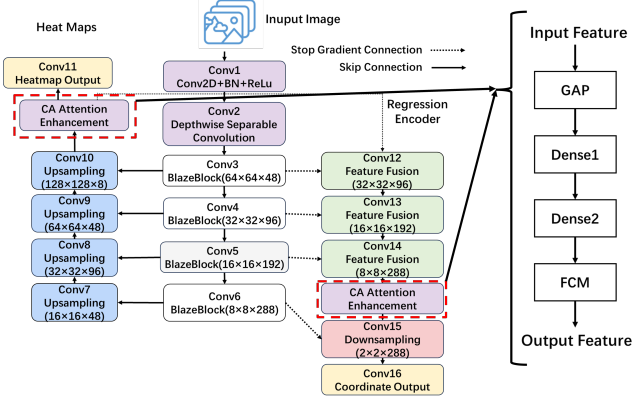 Heat Maps
Inuput Image
Stop Gradient Connection
Skip Connection
Conv11
Heatmap Output
CA Attention
Enhancement
Conv10
Upsampling
(128×128×8)
Conv9
Upsampling
(64×64×48)
Conv8
Upsampling
(32×32×96)
Conv7
Upsampling
(16×16×48)
Conv1
Conv2D+BN+ReLu
Conv2
Depthwise Separable
Convolution
Conv3
BlazeBlock(64×64×48)
Conv4
BlazeBlock(32×32×96)
Conv5
BlazeBlock(16×16×192)
Conv6
BlazeBlock(8×8×288)
Regression
Encoder
Conv12
Feature Fusion
(32×32×96)
Conv13
Feature Fusion
(16×16×192)
Conv14
Feature Fusion
(8×8×288)
CA Attention
Enhancement
Conv15
Downsampling
(2×2×288)
Conv16
Coordinate Output
Input Feature
GAP
Dense1
Dense2
FCM
Output Feature